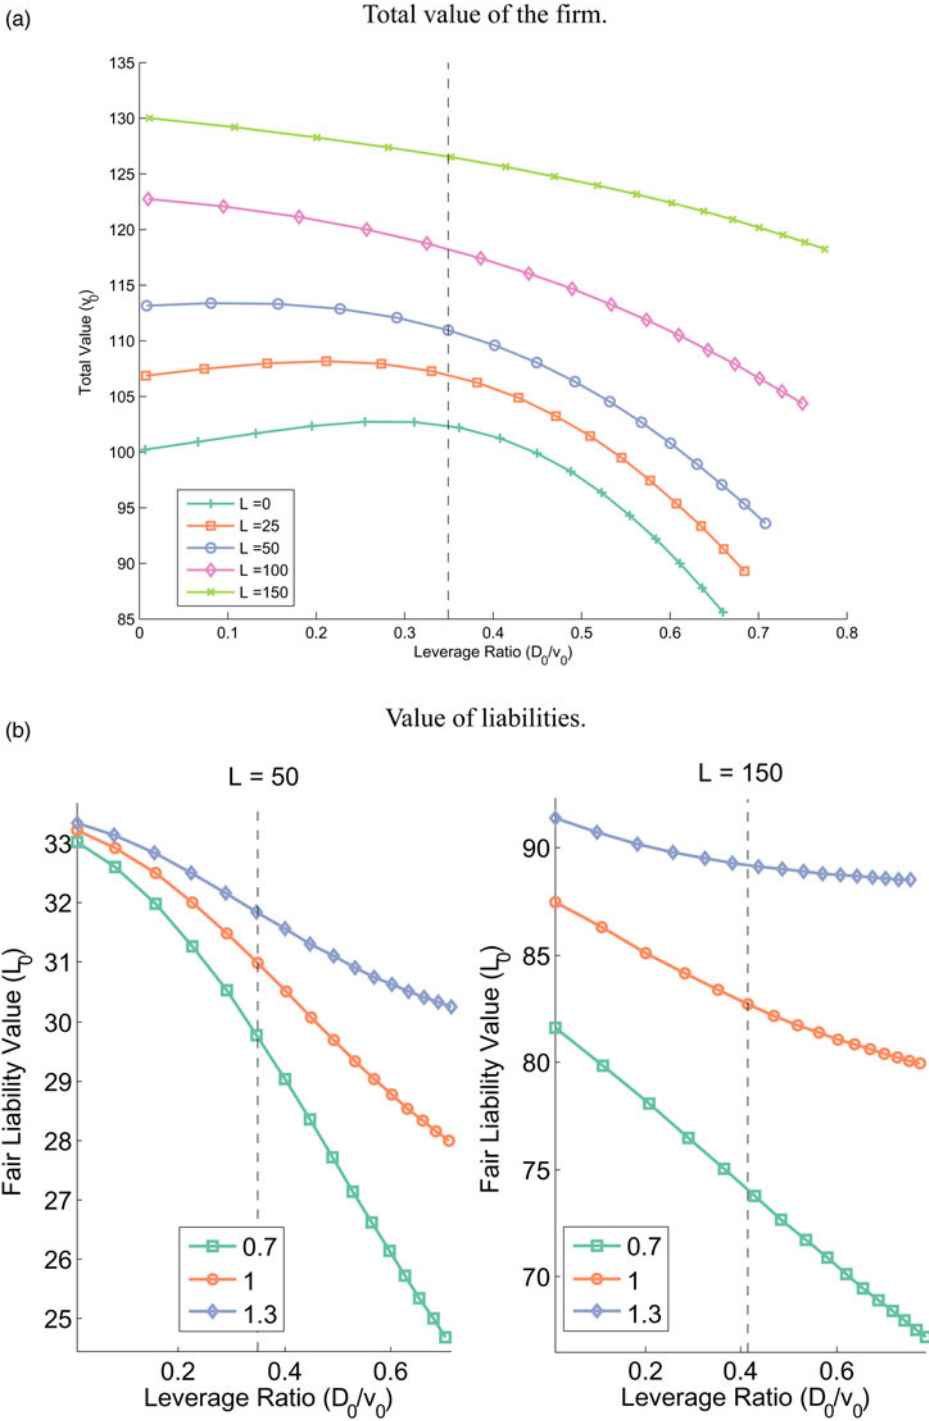 (a)
Total value of the firm.
135
130
125
120
115
110
105
100
95
90
85
Total Value (v0)
L =0
L =25
L =50
L =100
L =150
0 0.1 0.2 0.3 0.4 0.5 0.6 0.7 0.8
Leverage Ratio (D0/v0)
(b)
Value of liabilities.
L = 50
33
32
31
30
29
28
27
26
25
Fair Liability Value (L0)
0.7
1
1.3
0.2 0.4 0.6
Leverage Ratio (D0/v0)
L = 150
90
85
80
75
70
Fair Liability Value (L0)
0.7
1
1.3
0.2 0.4 0.6
Leverage Ratio (D0/v0)